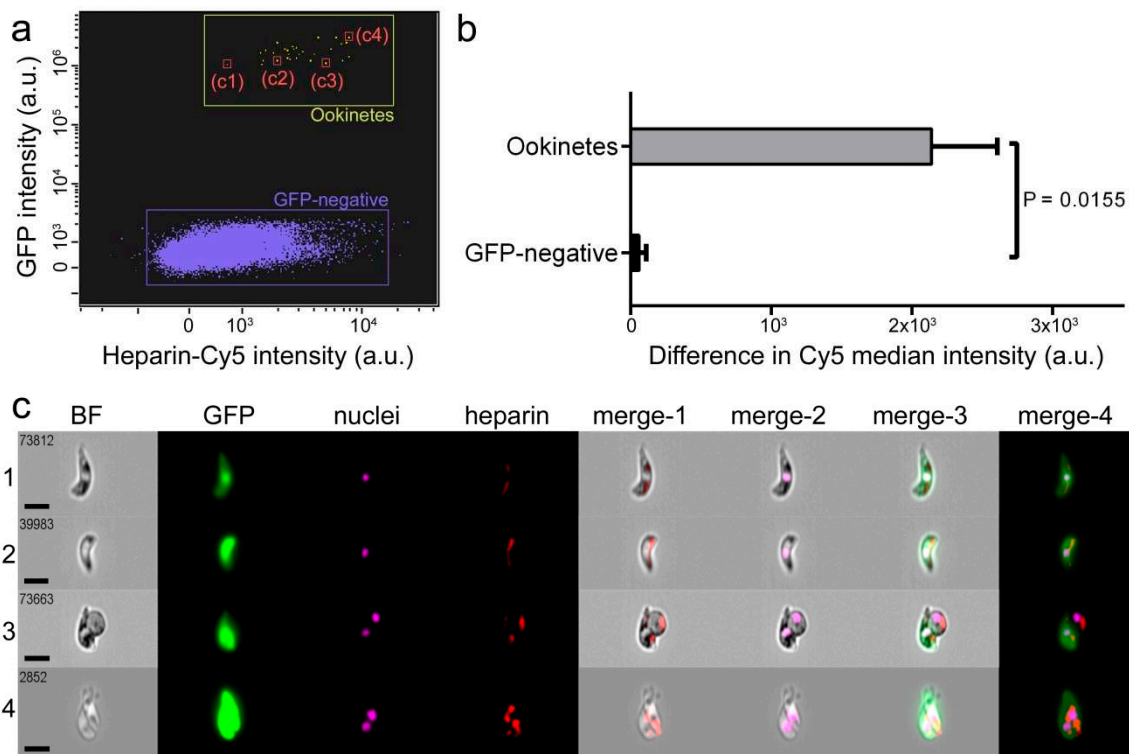 a
GFP intensity (a.u.)
10⁶
10⁵
10⁴
10³
0
(c1)
(c2)
(c3)
(c4)
Ookinetes
GFP-negative
0
10³
10⁴
Heparin-Cy5 intensity (a.u.)
b
Ookinetes
GFP-negative
P = 0.0155
0
10³
2x10³
3x10³
Difference in Cy5 median intensity (a.u.)
c
BF GFP nuclei heparin merge-1 merge-2 merge-3 merge-4
1
73812
2
39983
3
73663
4
2852